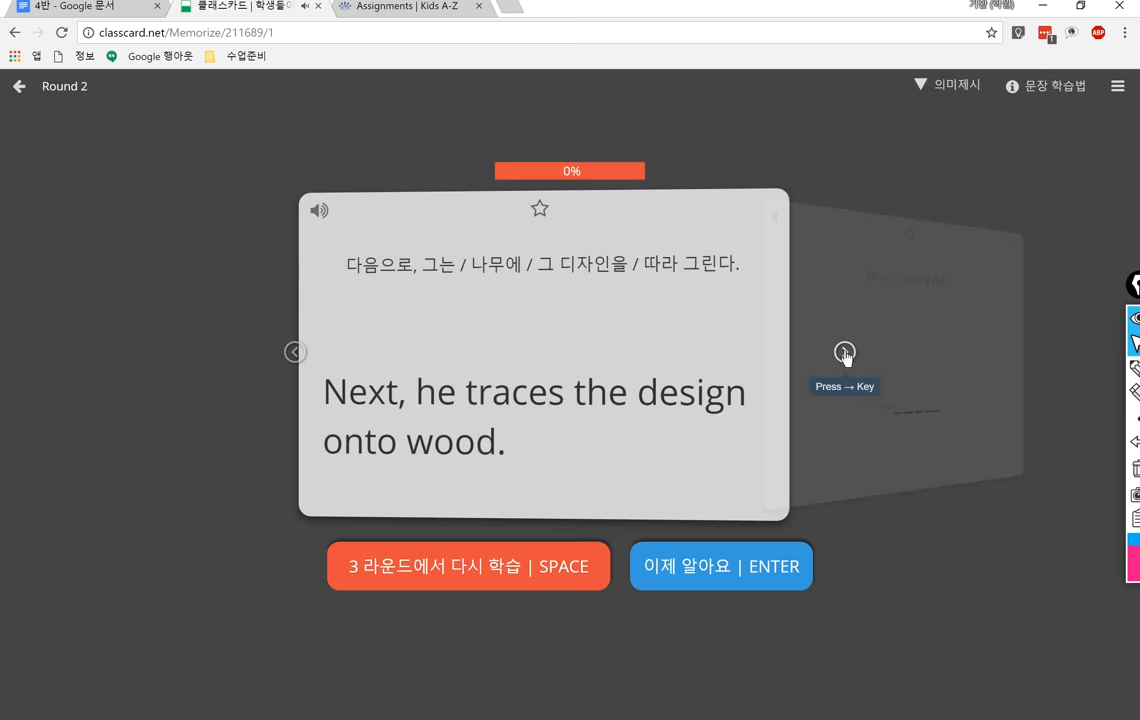 4반 - Google 문서
클래스카드 | 학생들이
Assignments | Kids A-Z
classcard.net/Memorize/211689/1
ABP
1
앱
정보
Google 행아웃
수업준비
Round 2
의미제시
문장 학습법
0%
다음으로, 그는 / 나무에 / 그 디자인을 / 따라 그린다.
Next, he traces the design
onto wood.
Press → Key
3 라운드에서 다시 학습 | SPACE
이제 알아요 | ENTER